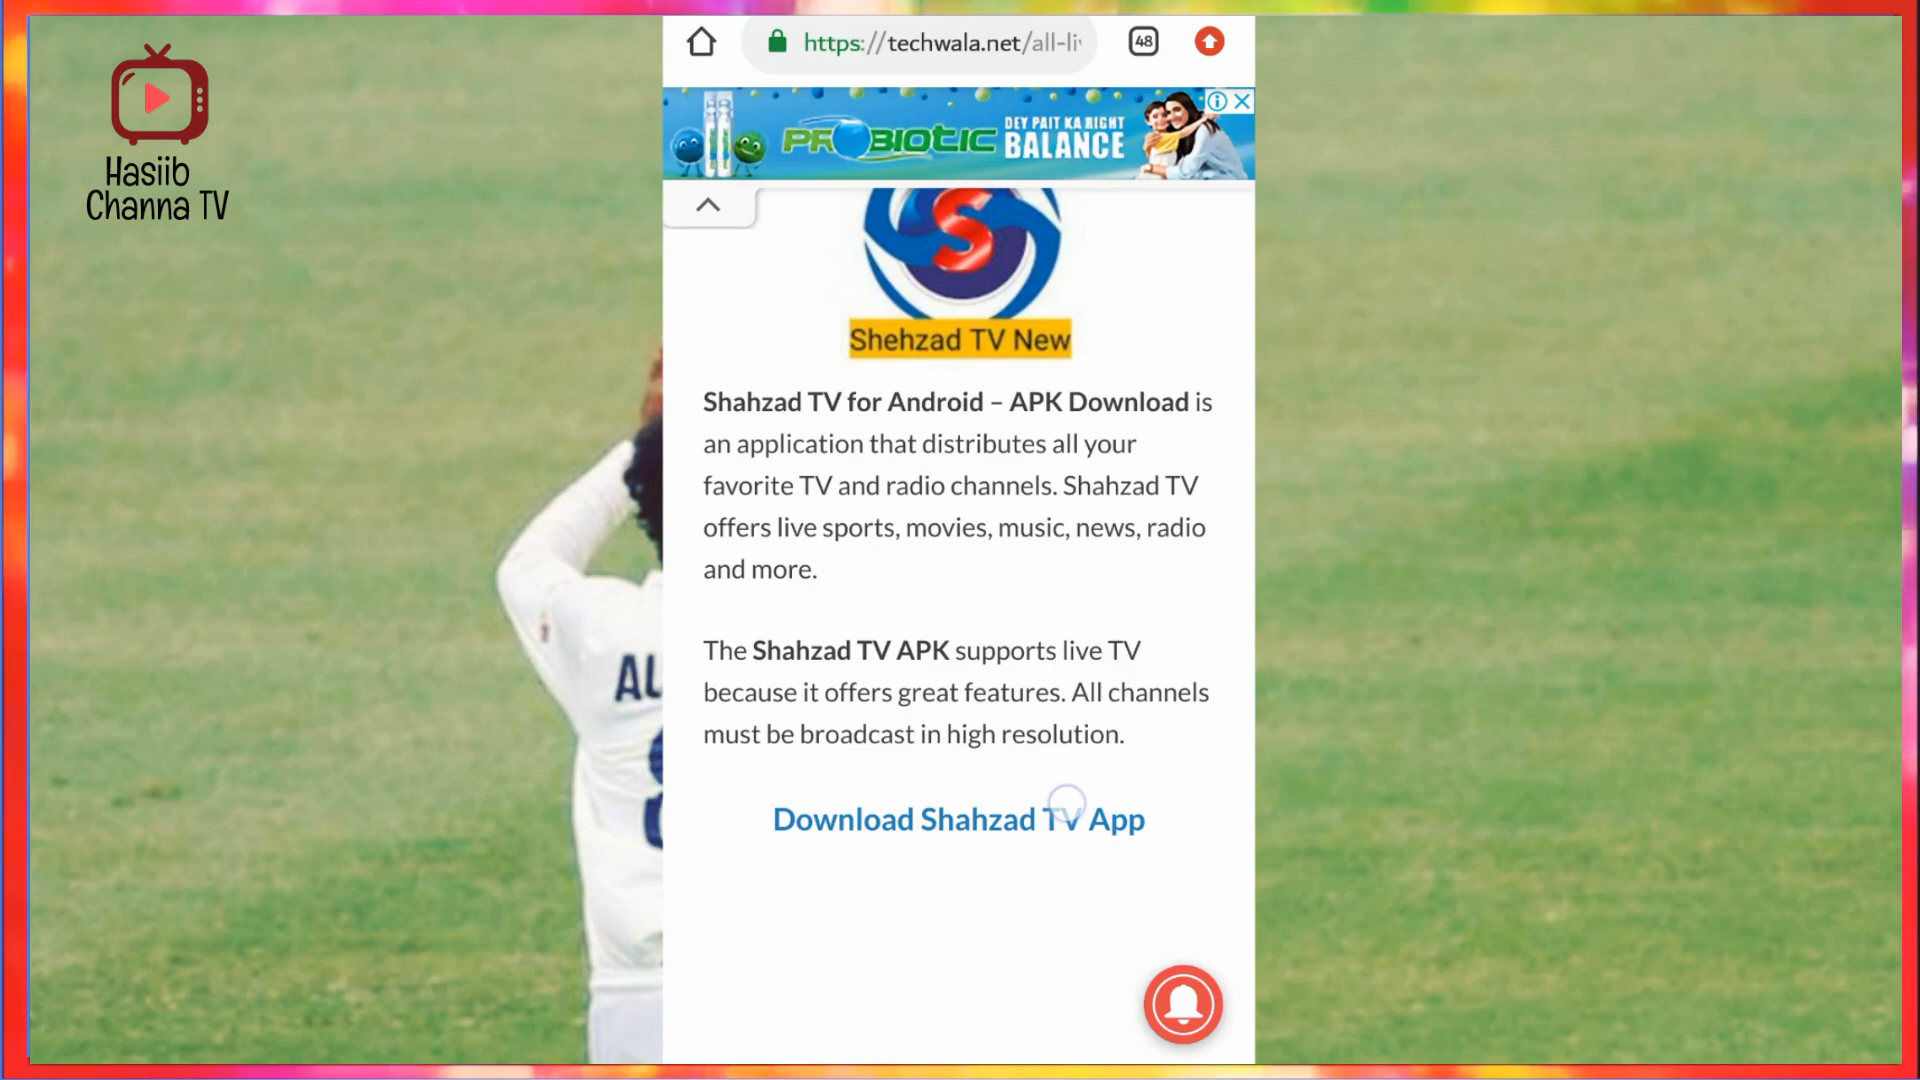 Hasiib
Channa TV
https://techwala.net/all-li
48
PROBIOTIC
DEY PAIT KA RIGHT
BALANCE
S
Shehzad TV New
Shahzad TV for Android – APK Download is
an application that distributes all your
favorite TV and radio channels. Shahzad TV
offers live sports, movies, music, news, radio
and more.
The Shahzad TV APK supports live TV
because it offers great features. All channels
must be broadcast in high resolution.
Download Shahzad TV App